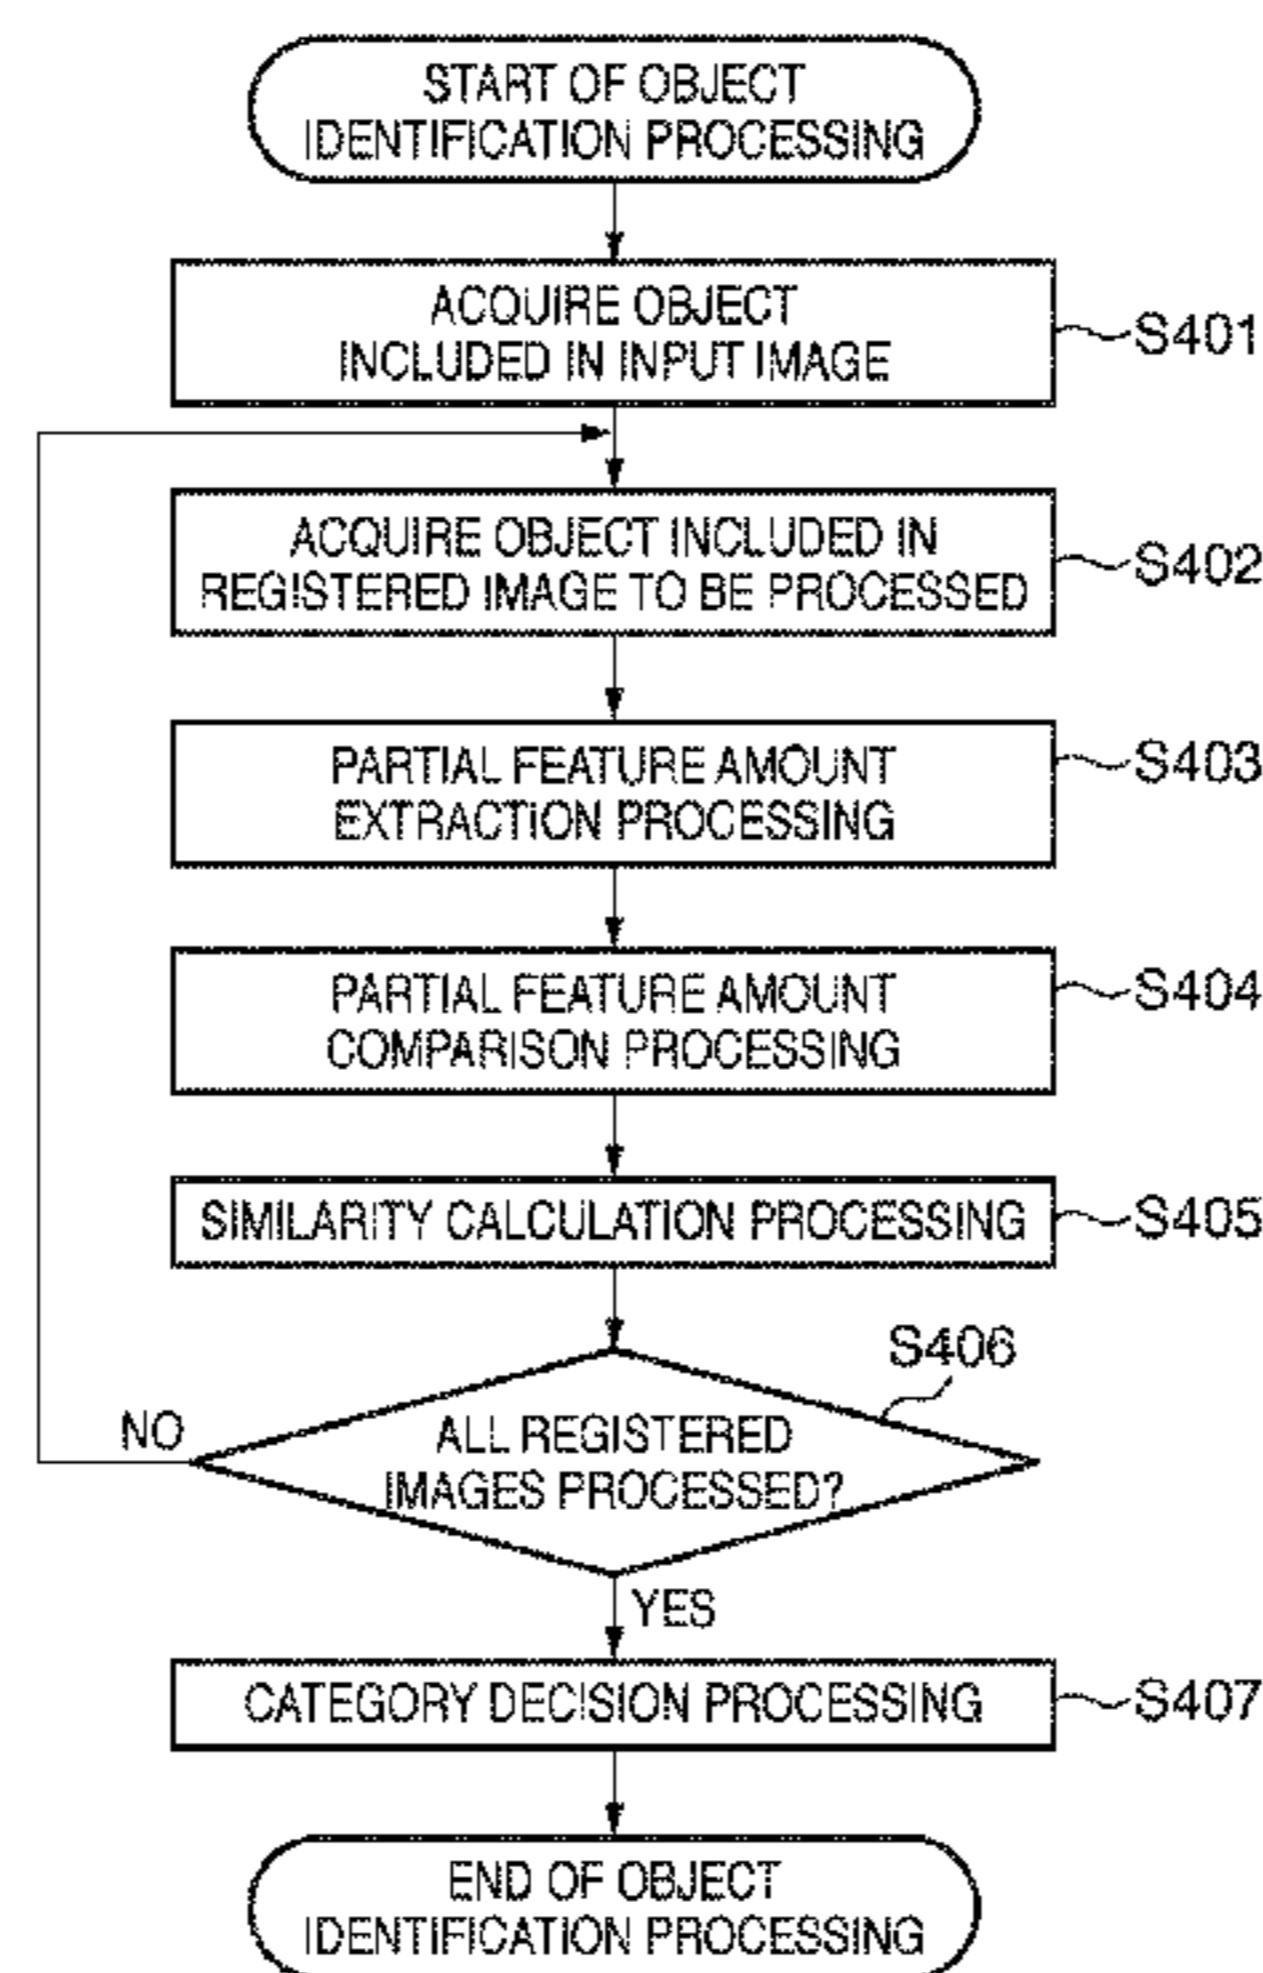 START OF OBJECT
IDENTIFICATION PROCESSING
ACQUIRE OBJECT
INCLUDED IN INPUT IMAGE
S401
ACQUIRE OBJECT INCLUDED IN
REGISTERED IMAGE TO BE PROCESSED
S402
PARTIAL FEATURE AMOUNT
EXTRACTION PROCESSING
S403
PARTIAL FEATURE AMOUNT
COMPARISON PROCESSING
S404
SIMILARITY CALCULATION PROCESSING
S405
S406
NO
ALL REGISTERED
IMAGES PROCESSED?
YES
CATEGORY DECISION PROCESSING
S407
END OF OBJECT
IDENTIFICATION PROCESSING